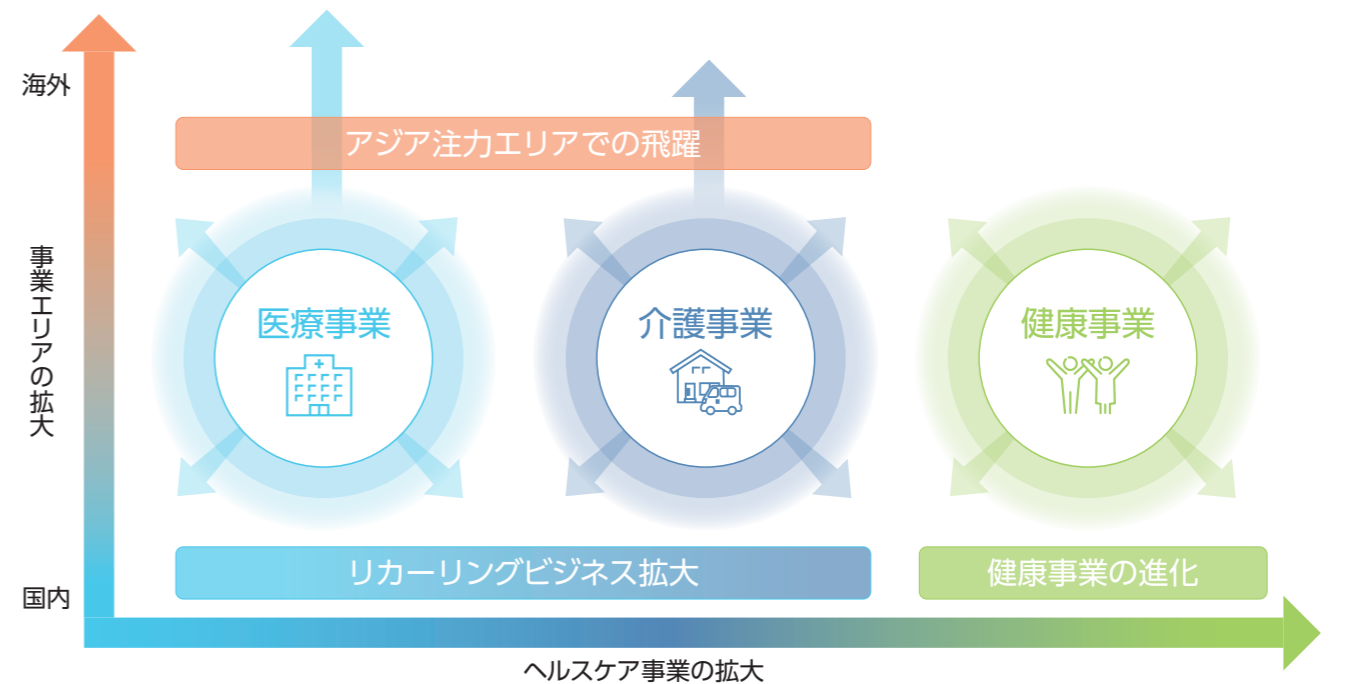 海外
アジア注力エリアでの飛躍
事業エリアの拡大
医療事業
介護事業
健康事業
リカーリングビジネス拡大
健康事業の進化
国内
ヘルスケア事業の拡大